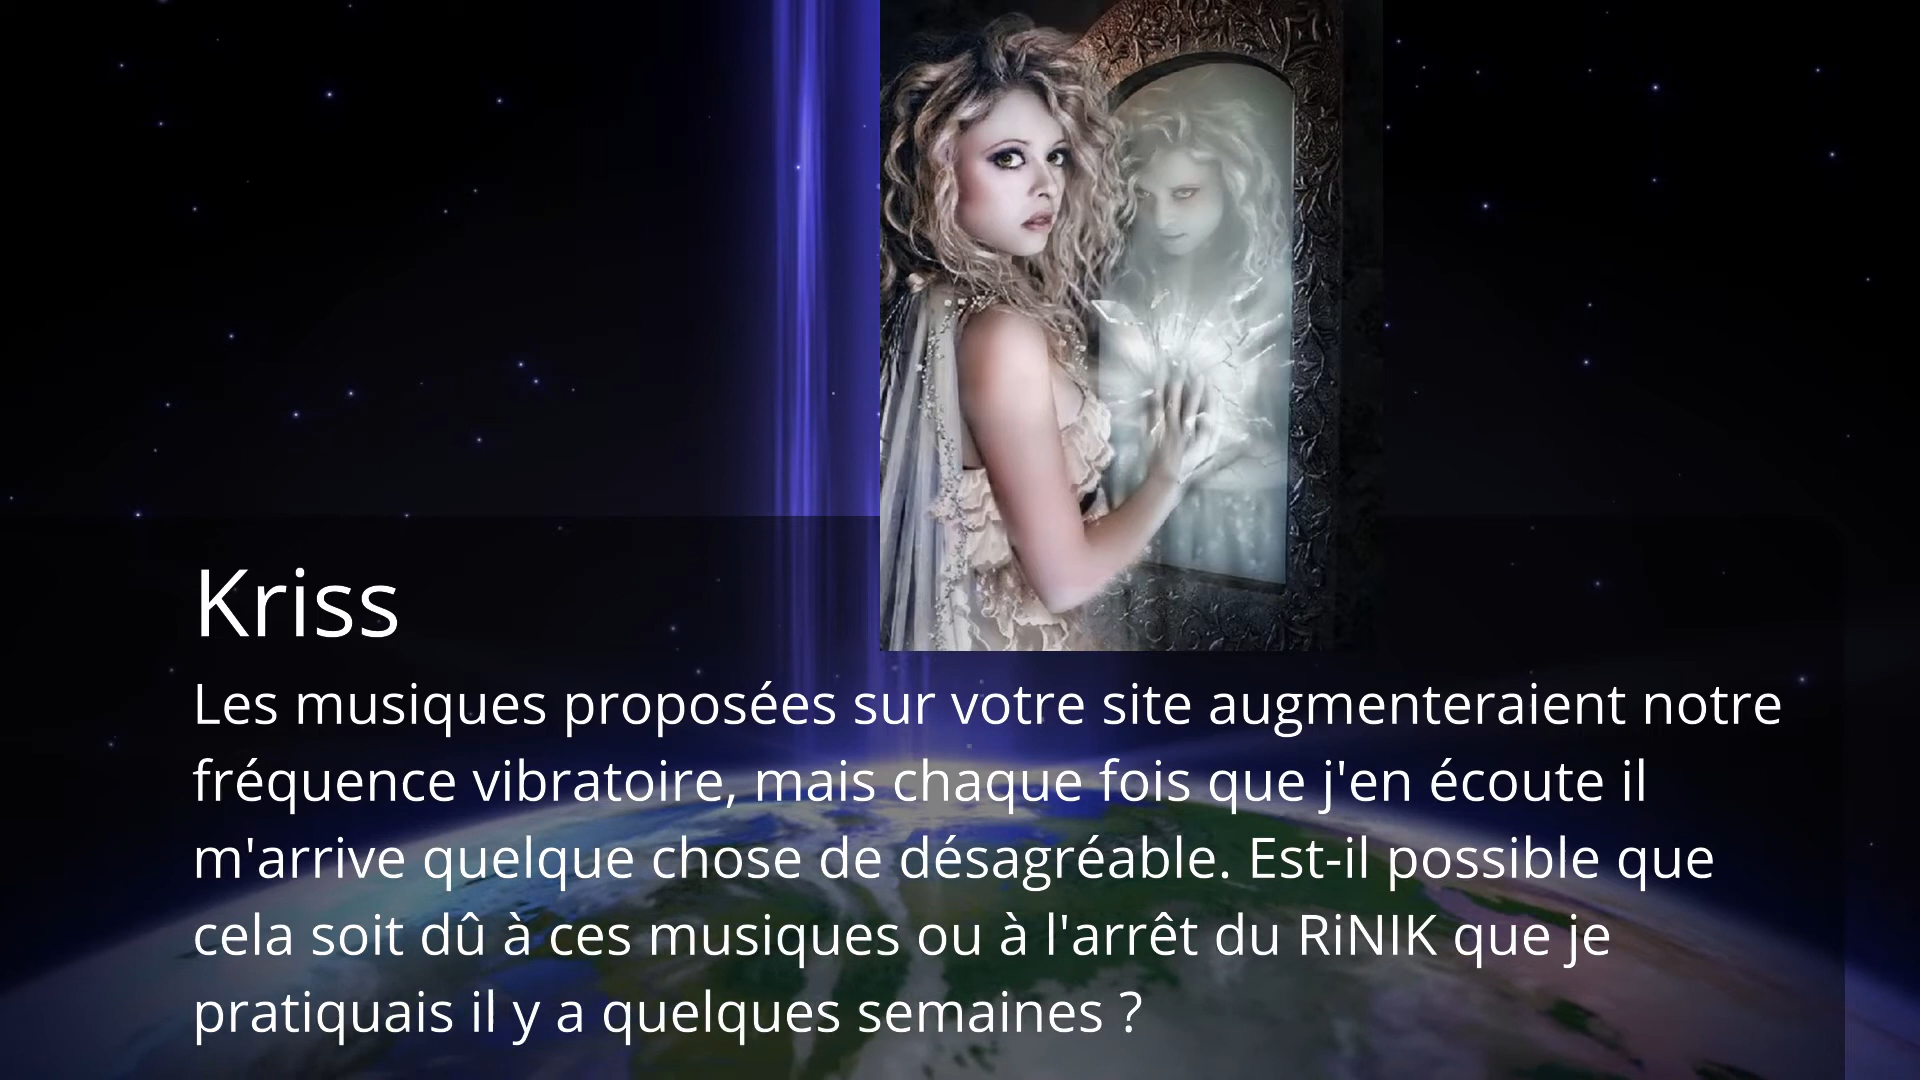 Kriss
Les musiques proposées sur votre site augmenteraient notre
fréquence vibratoire, mais chaque fois que j'en écoute il
m'arrive quelque chose de désagréable. Est-il possible que
cela soit dû à ces musiques ou à l'arrêt du RiNIK que je
pratiquais il y a quelques semaines ?